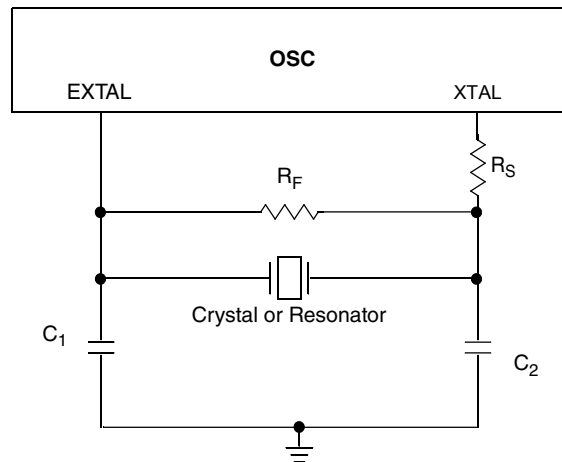 OSC
EXTAL
XTAL
RS
RF
Crystal or Resonator
C1
C2